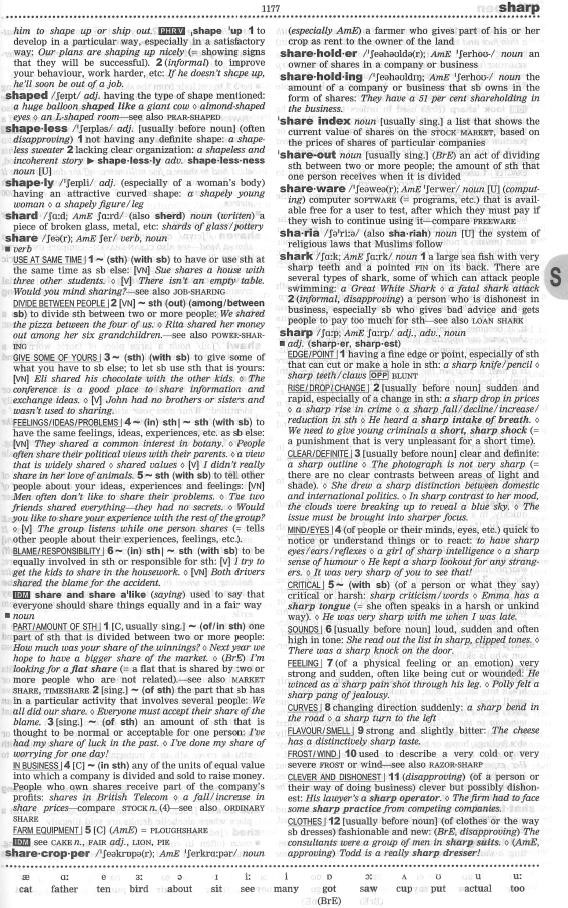 1177 sharp
him to shape up or ship out. PHRV ˌshape ˈup 1 to
develop in a particular way, especially in a satisfactory
way: Our plans are shaping up nicely (= showing signs
that they will be successful). 2 (informal) to improve
your behaviour, work harder, etc: If he doesn't shape up,
he'll soon be out of a job.
shaped /ʃeɪpt/ adj. having the type of shape mentioned:
a huge balloon shaped like a giant cow ◊ almond-shaped
eyes ◊ an L-shaped room—see also PEAR-SHAPED
shape·less /ˈʃeɪpləs/ adj. [usually before noun] (often
disapproving) 1 not having any definite shape: a shape-
less sweater 2 lacking clear organization: a shapeless and
incoherent story ▶ shape·less·ly adv. shape·less·ness
noun [U]
shape·ly /ˈʃeɪpli/ adj. (especially of a woman's body)
having an attractive curved shape: a shapely young
woman ◊ a shapely figure/leg
shard /ʃɑːd; AmE ʃɑːrd/ (also sherd) noun (written) a
piece of broken glass, metal, etc: shards of glass/pottery
share /ʃeə(r); AmE ʃer/ verb, noun
■ verb
USE AT SAME TIME | 1 ~ (sth) (with sb) to have or use sth at
the same time as sb else: [VN] Sue shares a house with
three other students. ◊ [V] There isn't an empty table.
Would you mind sharing?—see also JOB-SHARING
DIVIDE BETWEEN PEOPLE | 2 [VN] ~ sth (out) (among/between
sb) to divide sth between two or more people: We shared
the pizza between the four of us. ◊ Rita shared her money
out among her six grandchildren.—see also POWER-SHAR-
ING
GIVE SOME OF YOURS | 3 ~ (sth) (with sb) to give some of
what you have to sb else; to let sb use sth that is yours:
[VN] Eli shared his chocolate with the other kids. ◊ The
conference is a good place to share information and
exchange ideas. ◊ [V] John had no brothers or sisters and
wasn't used to sharing.
FEELINGS/IDEAS/PROBLEMS | 4 ~ (in) sth | ~ sth (with sb) to
have the same feelings, ideas, experiences, etc. as sb else:
[VN] They shared a common interest in botany. ◊ People
often share their political views with their parents. ◊ a view
that is widely shared ◊ shared values ◊ [V] I didn't really
share in her love of animals. 5 ~ sth (with sb) to tell other
people about your ideas, experiences and feelings: [VN]
Men often don't like to share their problems. ◊ The two
friends shared everything—they had no secrets. ◊ Would
you like to share your experience with the rest of the group?
◊ [V] The group listens while one person shares (= tells
other people about their experiences, feelings, etc.).
BLAME/RESPONSIBILITY | 6 ~ (in) sth | ~ sth (with sb) to be
equally involved in sth or responsible for sth: [V] I try to
get the kids to share in the housework. ◊ [VN] Both drivers
shared the blame for the accident.
IDM share and share aˈlike (saying) used to say that
everyone should share things equally and in a fair way
■ noun
PART/AMOUNT OF STH | 1 [C, usually sing.] ~ (of/in sth) one
part of sth that is divided between two or more people:
How much was your share of the winnings? ◊ Next year we
hope to have a bigger share of the market. ◊ (BrE) I'm
looking for a flat share (= a flat that is shared by two or
more people who are not related).—see also MARKET
SHARE, TIMESHARE 2 [sing.] ~ (of sth) the part that sb has
in a particular activity that involves several people: We
all did our share. ◊ Everyone must accept their share of the
blame. 3 [sing.] ~ (of sth) an amount of sth that is
thought to be normal or acceptable for one person: I've
had my share of luck in the past. ◊ I've done my share of
worrying for one day!
IN BUSINESS | 4 [C] ~ (in sth) any of the units of equal value
into which a company is divided and sold to raise money.
People who own shares receive part of the company's
profits: shares in British Telecom ◊ a fall/increase in
share prices—compare STOCK n. (4)—see also ORDINARY
SHARE
FARM EQUIPMENT | 5 [C] (AmE) = PLOUGHSHARE
IDM see CAKE n., FAIR adj., LION, PIE
share·crop·per /ˈʃeəkrɒpə(r); AmE ˈʃerkrɑːpər/ noun
(especially AmE) a farmer who gives part of his or her
crop as rent to the owner of the land
share·hold·er /ˈʃeəhəʊldə(r); AmE ˈʃerhoʊ-/ noun an
owner of shares in a company or business
share·hold·ing /ˈʃeəhəʊldɪŋ; AmE ˈʃerhoʊ-/ noun the
amount of a company or business that sb owns in the
form of shares: They have a 51 per cent shareholding in
the business.
ˈshare index noun [usually sing.] a list that shows the
current value of shares on the STOCK MARKET, based on
the prices of shares of particular companies
ˈshare-out noun [usually sing.] (BrE) an act of dividing
sth between two or more people; the amount of sth that
one person receives when it is divided
share·ware /ˈʃeəweə(r); AmE ˈʃerwer/ noun [U] (comput-
ing) computer SOFTWARE (= programs, etc.) that is avail-
able free for a user to test, after which they must pay if
they wish to continue using it—compare FREEWARE
sha·ria /ʃəˈriːə/ (also sha·riah) noun [U] the system of
religious laws that Muslims follow
shark /ʃɑːk; AmE ʃɑːrk/ noun 1 a large sea fish with very
sharp teeth and a pointed FIN on its back. There are
several types of shark, some of which can attack people
swimming: a Great White Shark ◊ a fatal shark attack
2 (informal, disapproving) a person who is dishonest in
business, especially sb who gives bad advice and gets
people to pay too much for sth—see also LOAN SHARK
sharp /ʃɑːp; AmE ʃɑːrp/ adj., adv., noun
■ adj. (sharp·er, sharp·est)
EDGE/POINT | 1 having a fine edge or point, especially of sth
that can cut or make a hole in sth: a sharp knife/pencil ◊
sharp teeth/claws OPP BLUNT
RISE/DROP/CHANGE | 2 [usually before noun] sudden and
rapid, especially of a change in sth: a sharp drop in prices
◊ a sharp rise in crime ◊ a sharp fall/decline/increase/
reduction in sth ◊ He heard a sharp intake of breath. ◊
We need to give young criminals a short, sharp shock (=
a punishment that is very unpleasant for a short time).
CLEAR/DEFINITE | 3 [usually before noun] clear and definite:
a sharp outline ◊ The photograph is not very sharp (=
there are no clear contrasts between areas of light and
shade). ◊ She drew a sharp distinction between domestic
and international politics. ◊ In sharp contrast to her mood,
the clouds were breaking up to reveal a blue sky. ◊ The
issue must be brought into sharper focus.
MIND/EYES | 4 (of people or their minds, eyes, etc.) quick to
notice or understand things or to react: to have sharp
eyes/ears/reflexes ◊ a girl of sharp intelligence ◊ a sharp
sense of humour ◊ He kept a sharp lookout for any strang-
ers. ◊ It was very sharp of you to see that!
CRITICAL | 5 ~ (with sb) (of a person or what they say)
critical or harsh: sharp criticism/words ◊ Emma has a
sharp tongue (= she often speaks in a harsh or unkind
way). ◊ He was very sharp with me when I was late.
SOUNDS | 6 [usually before noun] loud, sudden and often
high in tone: She read out the list in sharp, clipped tones. ◊
There was a sharp knock on the door.
FEELING | 7 (of a physical feeling or an emotion) very
strong and sudden, often like being cut or wounded: He
winced as a sharp pain shot through his leg. ◊ Polly felt a
sharp pang of jealousy.
CURVES | 8 changing direction suddenly: a sharp bend in
the road ◊ a sharp turn to the left
FLAVOUR/SMELL | 9 strong and slightly bitter: The cheese
has a distinctively sharp taste.
FROST/WIND | 10 used to describe a very cold or very
severe FROST or wind—see also RAZOR-SHARP
CLEVER AND DISHONEST | 11 (disapproving) (of a person or
their way of doing business) clever but possibly dishon-
est: His lawyer's a sharp operator. ◊ The firm had to face
some sharp practice from competing companies.
CLOTHES | 12 [usually before noun] (of clothes or the way
sb dresses) fashionable and new: (BrE, disapproving) The
consultants were a group of men in sharp suits. ◊ (AmE,
approving) Todd is a really sharp dresser!
S
æ ɑː e ɜː ə ɪ iː i ɒ ɔː ʌ ʊ u uː
cat father ten bird about sit see many got saw cup put actual too
(BrE)